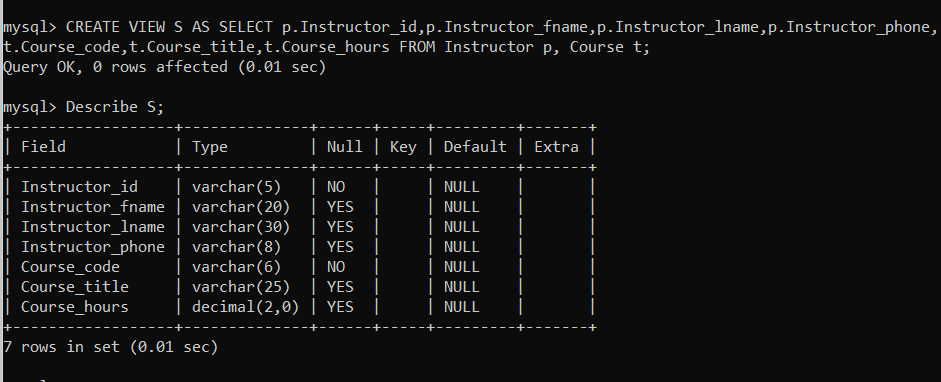 mysql> CREATE VIEW S AS SELECT p.Instructor_id,p.Instructor_fname,p.Instructor_lname,p.Instructor_phone,
t.Course_code,t.Course_title,t.Course_hours FROM Instructor p, Course t;
Query OK, 0 rows affected (0.01 sec)

mysql> Describe S;
+------------------+--------------+------+-----+---------+-------+
| Field            | Type         | Null | Key | Default | Extra |
+------------------+--------------+------+-----+---------+-------+
| Instructor_id    | varchar(5)   | NO   |     | NULL    |       |
| Instructor_fname | varchar(20)  | YES  |     | NULL    |       |
| Instructor_lname | varchar(30)  | YES  |     | NULL    |       |
| Instructor_phone | varchar(8)   | YES  |     | NULL    |       |
| Course_code      | varchar(6)   | NO   |     | NULL    |       |
| Course_title     | varchar(25)  | YES  |     | NULL    |       |
| Course_hours     | decimal(2,0) | YES  |     | NULL    |       |
+------------------+--------------+------+-----+---------+-------+
7 rows in set (0.01 sec)